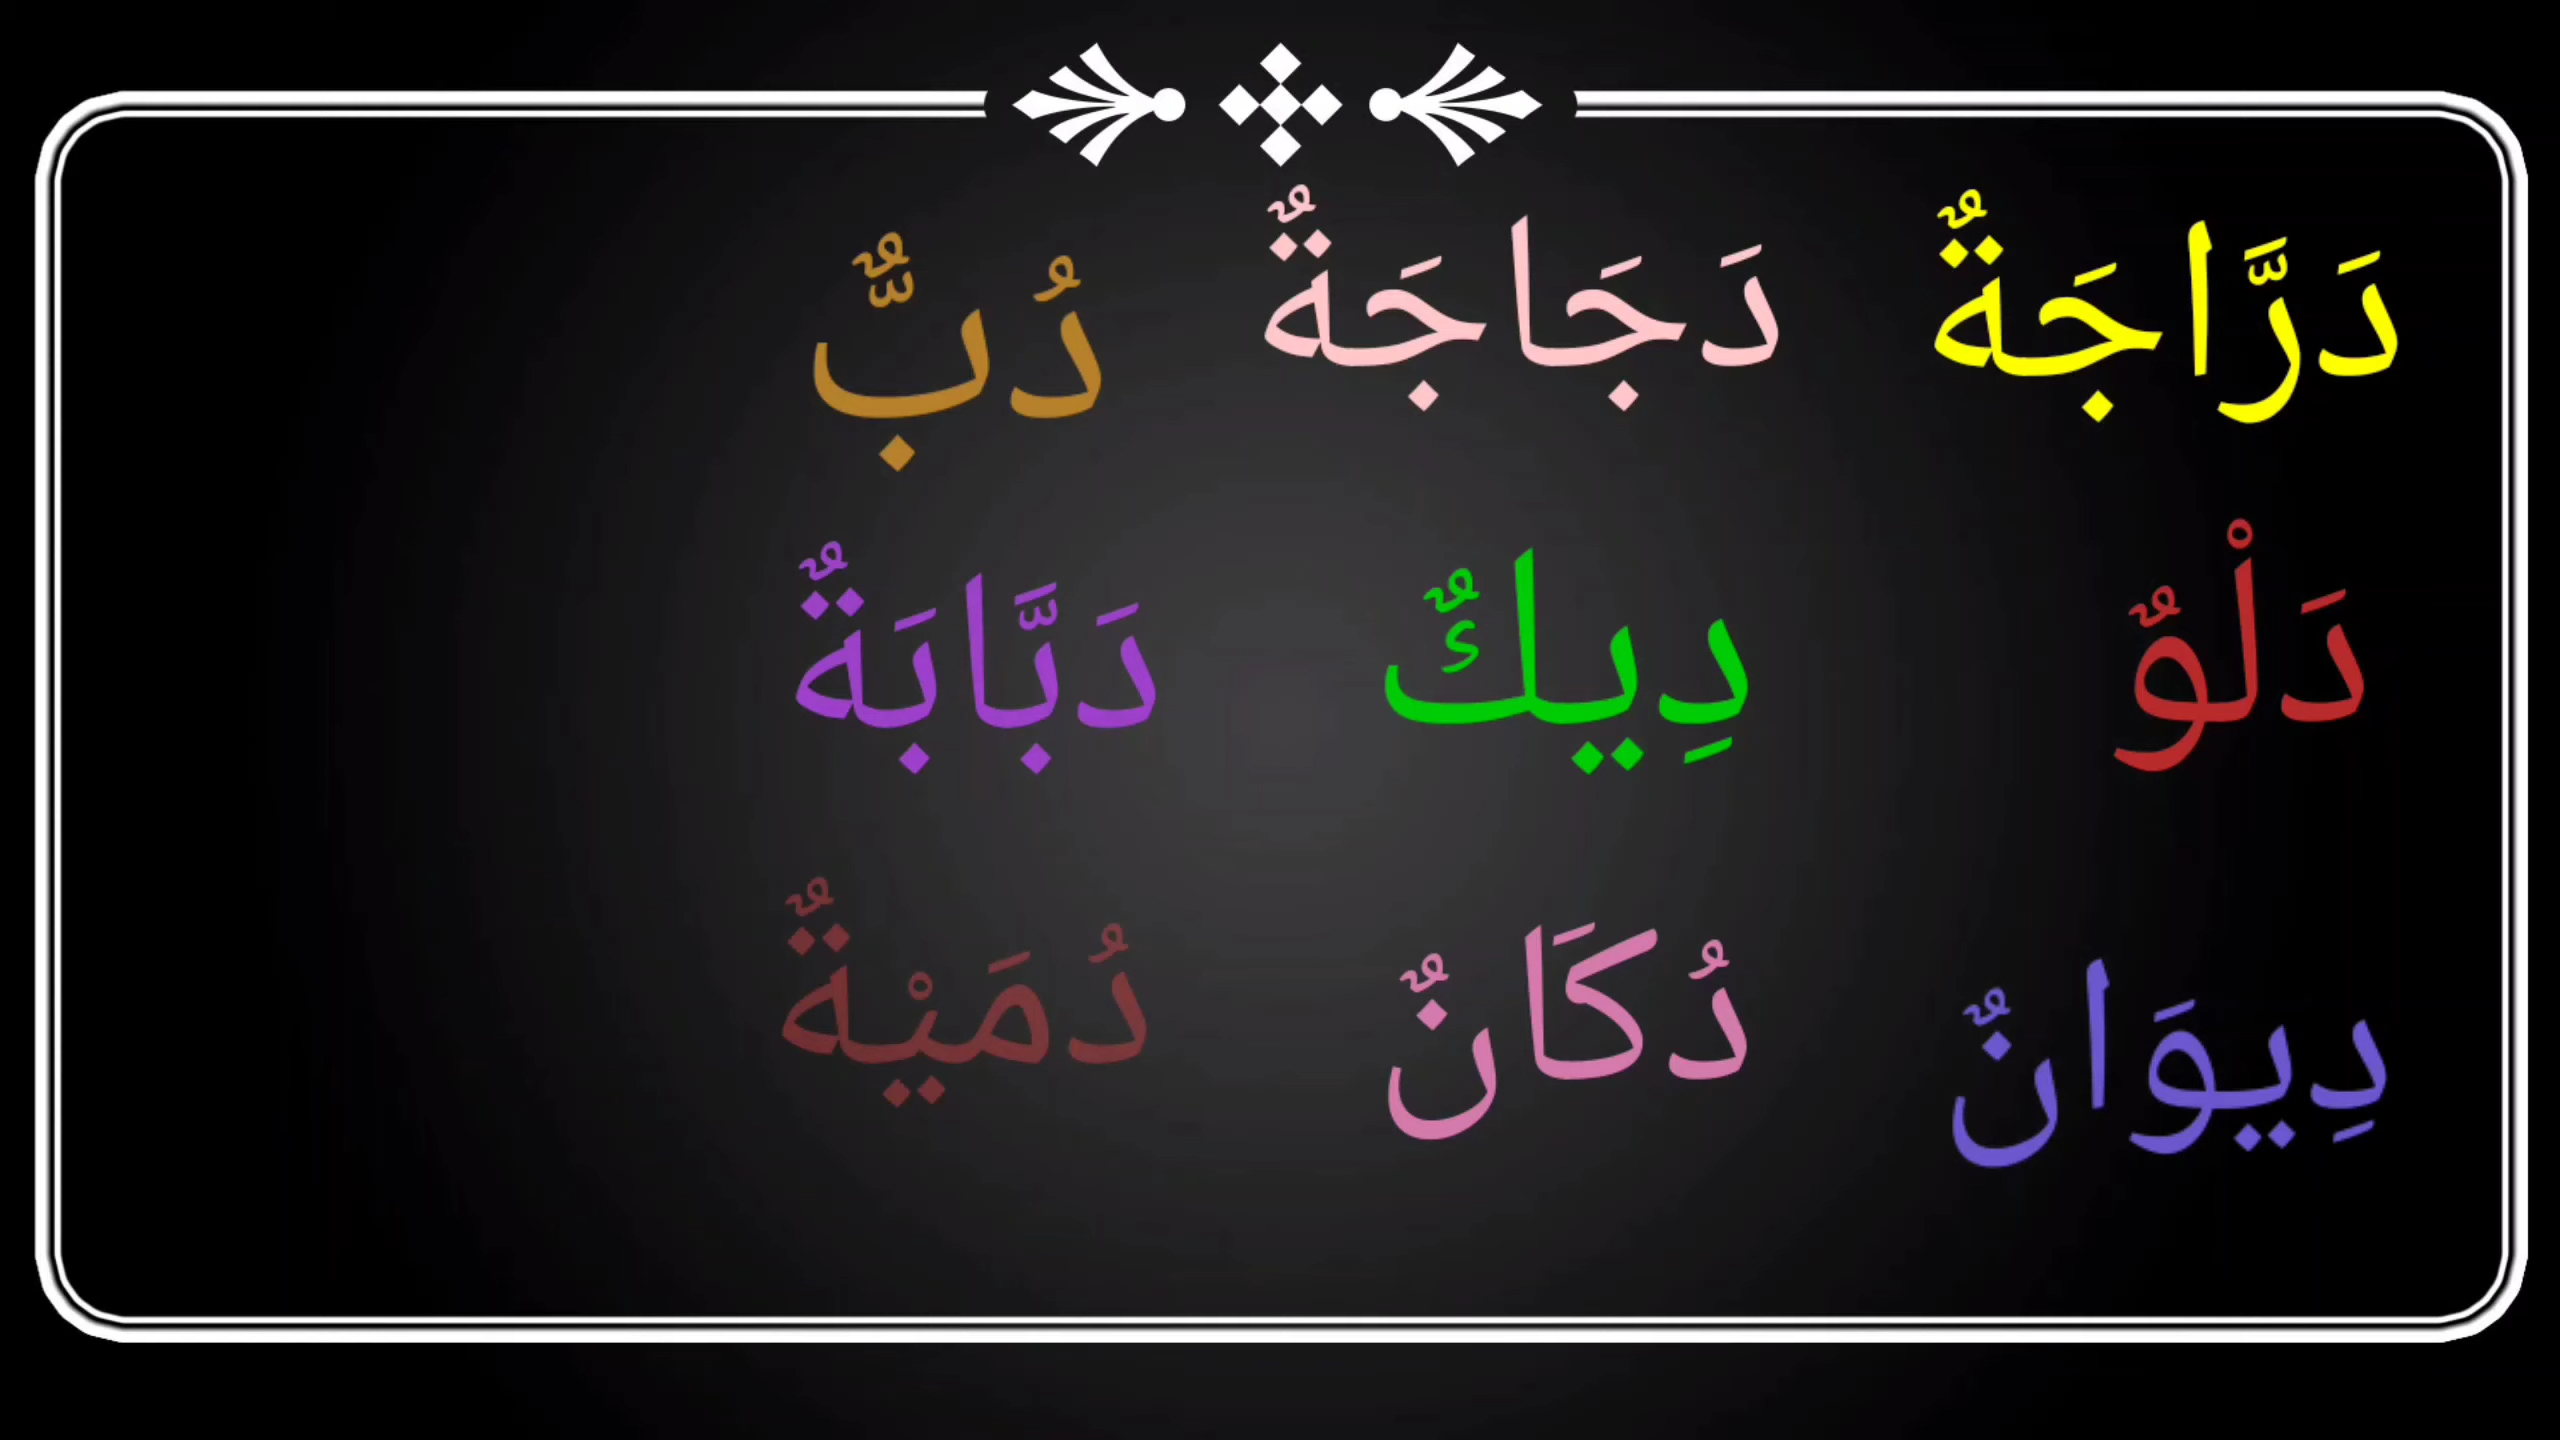 دَرَّاجَةٌ دَجَاجَةٌ دُبٌّ
دَلْوٌ دِيكٌ دَبَّابَةٌ
دِيوَانٌ دُكَانٌ دُمَيْةٌ